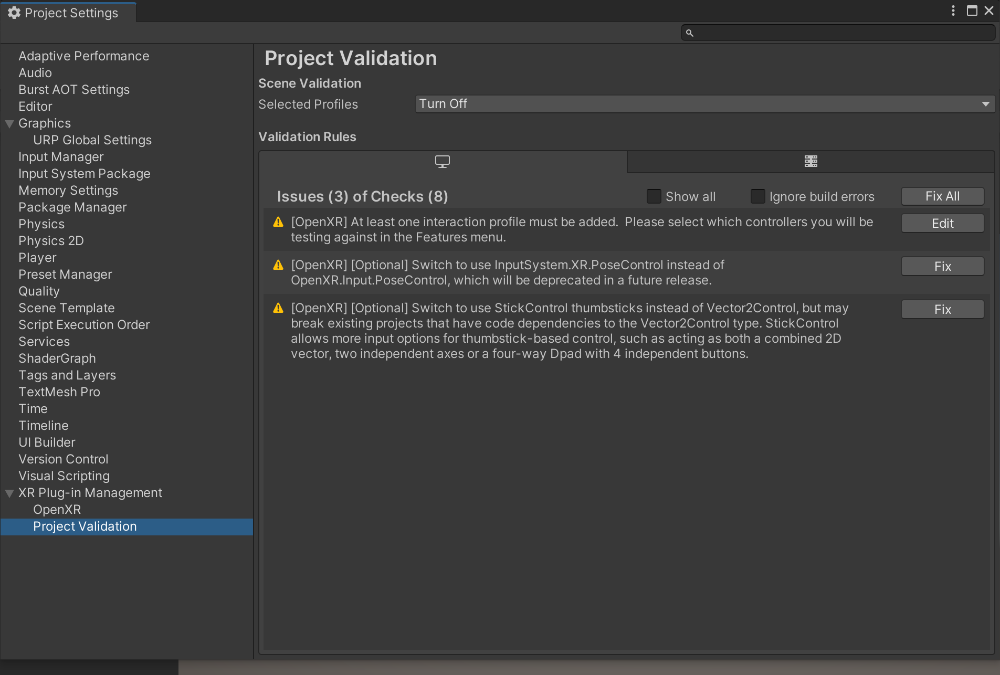 Project Settings
Adaptive Performance
Audio
Burst AOT Settings
Editor
Graphics
URP Global Settings
Input Manager
Input System Package
Memory Settings
Package Manager
Physics
Physics 2D
Player
Preset Manager
Quality
Scene Template
Script Execution Order
Services
ShaderGraph
Tags and Layers
TextMesh Pro
Time
Timeline
UI Builder
Version Control
Visual Scripting
XR Plug-in Management
OpenXR
Project Validation
Project Validation
Scene Validation
Selected Profiles Turn Off
Validation Rules
Issues (3) of Checks (8) Show all Ignore build errors Fix All
[OpenXR] At least one interaction profile must be added.  Please select which controllers you will be
testing against in the Features menu.
Edit
[OpenXR] [Optional] Switch to use InputSystem.XR.PoseControl instead of
OpenXR.Input.PoseControl, which will be deprecated in a future release.
Fix
[OpenXR] [Optional] Switch to use StickControl thumbsticks instead of Vector2Control, but may
break existing projects that have code dependencies to the Vector2Control type. StickControl
allows more input options for thumbstick-based control, such as acting as both a combined 2D
vector, two independent axes or a four-way Dpad with 4 independent buttons.
Fix